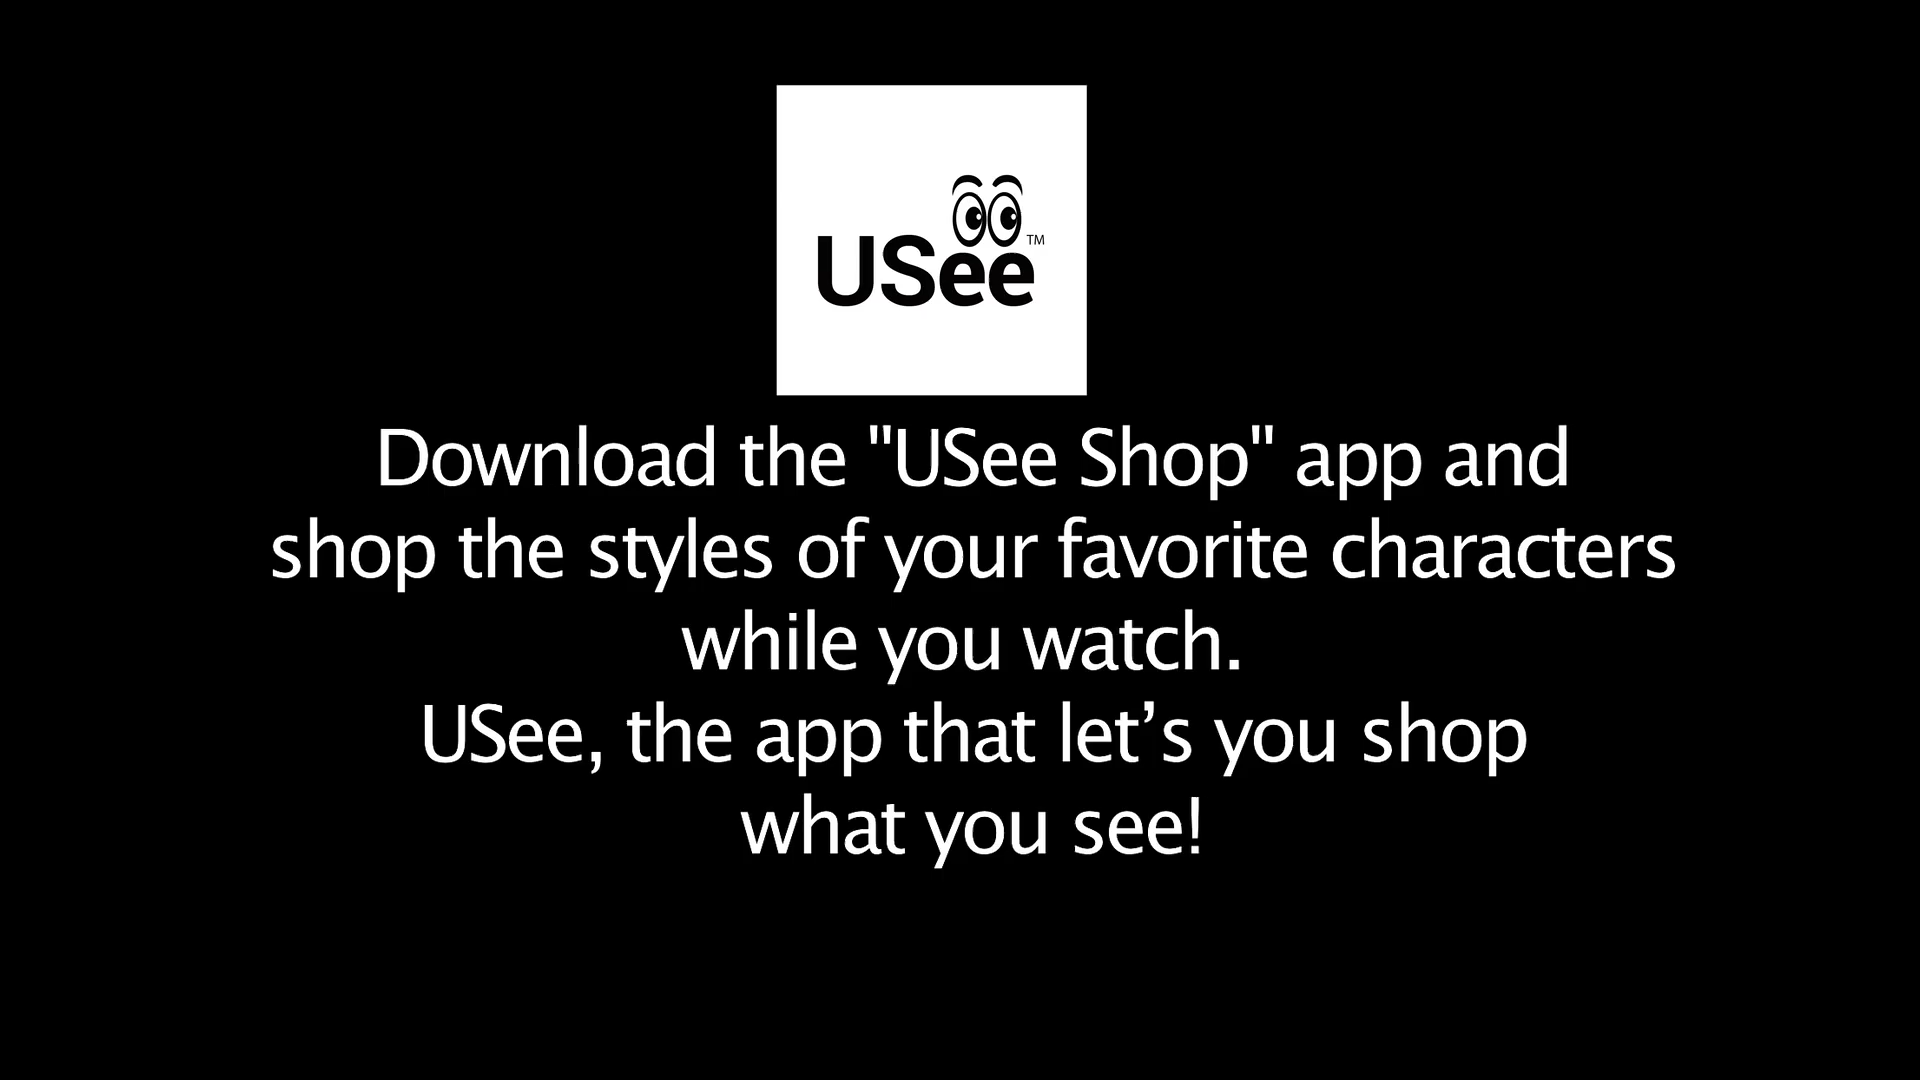 USee™
Download the "USee Shop" app and
shop the styles of your favorite characters
while you watch.
USee, the app that let’s you shop
what you see!